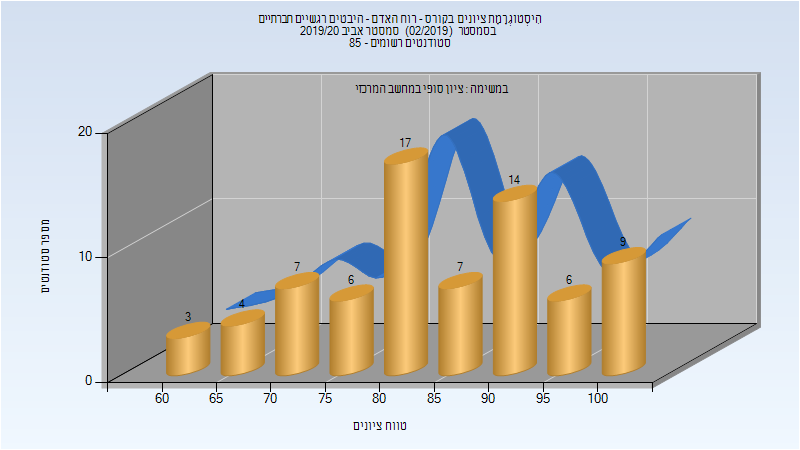 הִיסְטוֹגְרָמַת ציונים בקורס - רוח האדם - היבטים רגשיים חברתיים
בסמסטר (02/2019) סמסטר אביב 2019/20
סטודנטים רשומים - 85
במשימה : ציון סופי במחשב המרכזי
מספר סטודנטים
20
10
0
3
4
7
6
17
7
14
6
9
60 65 70 75 80 85 90 95 100
טווח ציונים